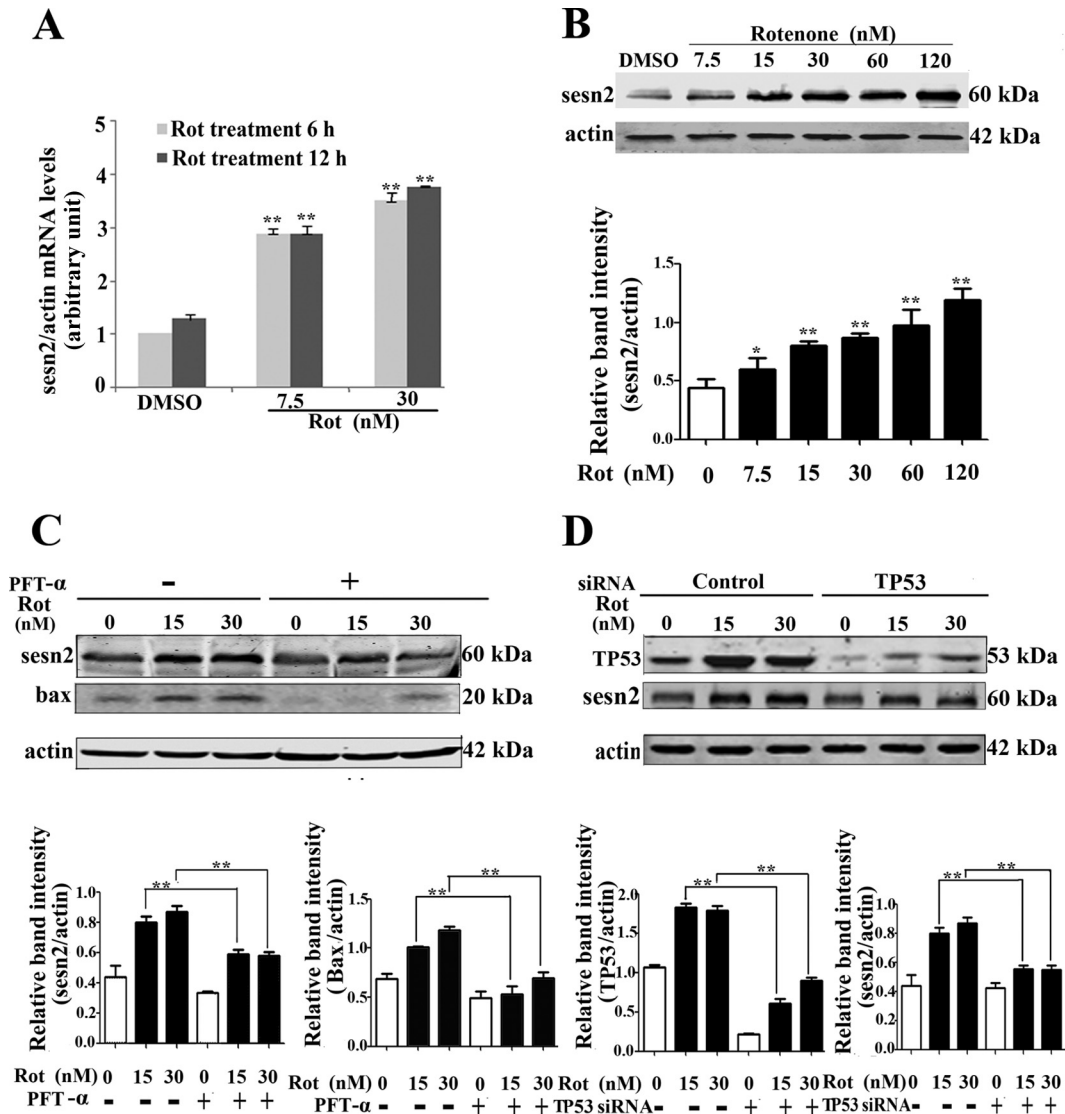 A
Rot treatment 6 h
Rot treatment 12 h
sesn2/actin mRNA levels
(arbitrary unit)
5
4
3
2
1
0
** **
** **
DMSO 7.5 30
Rot (nM)
B
Rotenone (nM)
DMSO 7.5 15 30 60 120
sesn2 60 kDa
actin 42 kDa
Relative band intensity
(sesn2/actin)
1.5
1.0
0.5
0.0
* ** ** ** **
Rot (nM) 0 7.5 15 30 60 120
C
PFT-α - +
Rot
(nM) 0 15 30 0 15 30
sesn2 60 kDa
bax 20 kDa
actin 42 kDa
Relative band intensity
(sesn2/actin)
1.0
0.8
0.6
0.4
0.2
0.0
**
**
Rot (nM) 0 15 30 0 15 30
PFT-α - - - + + +
Relative band intensity
(Bax/actin)
1.5
1.0
0.5
0.0
**
**
Rot (nM) 0 15 30 0 15 30
PFT-α - - - + + +
D
siRNA Control TP53
Rot
(nM) 0 15 30 0 15 30
TP53 53 kDa
sesn2 60 kDa
actin 42 kDa
Relative band intensity
(TP53/actin)
2.0
1.5
1.0
0.5
0.0
**
**
Rot (nM) 0 15 30 0 15 30
TP53 siRNA - - - + + +
Relative band intensity
(sesn2/actin)
1.0
0.8
0.6
0.4
0.2
0.0
**
**
Rot (nM) 0 15 30 0 15 30
TP53 siRNA - - - + + +